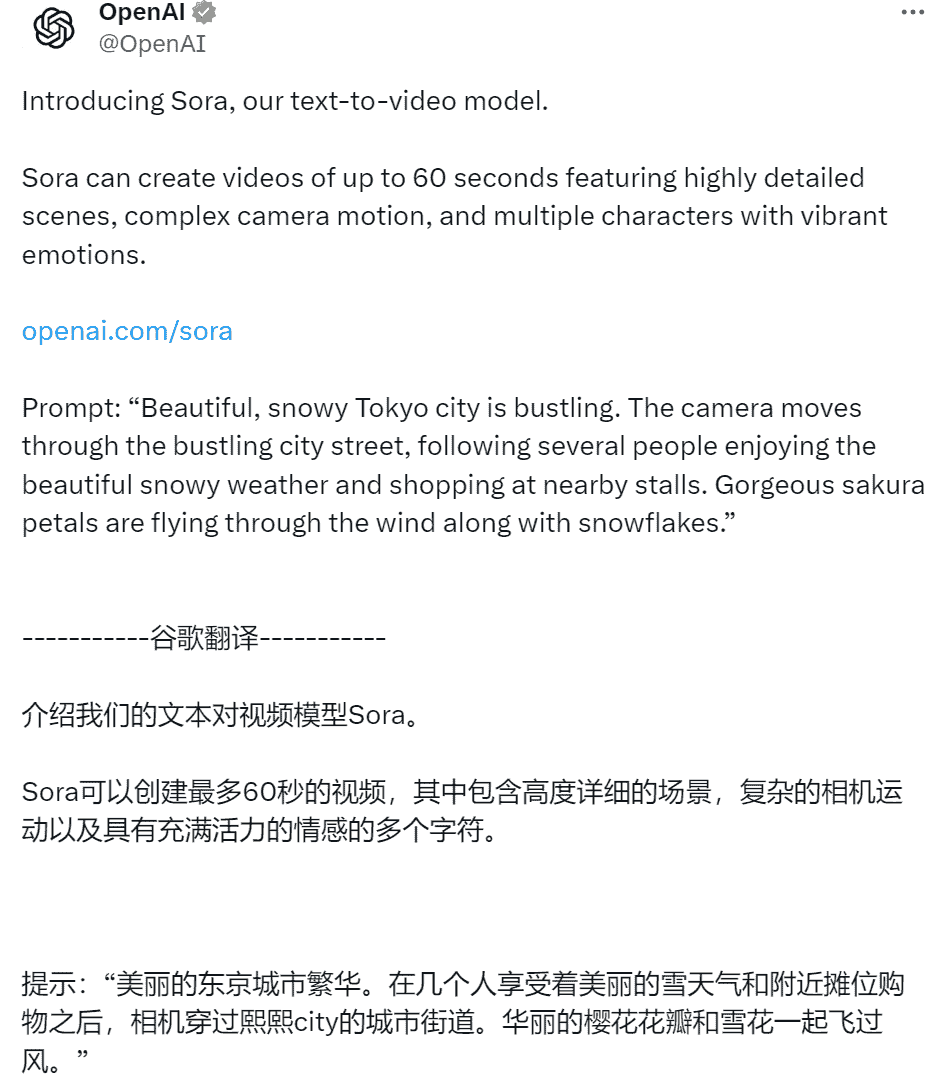 OpenAI
@OpenAI
Introducing Sora, our text-to-video model.
Sora can create videos of up to 60 seconds featuring highly detailed
scenes, complex camera motion, and multiple characters with vibrant
emotions.
openai.com/sora
Prompt: “Beautiful, snowy Tokyo city is bustling. The camera moves
through the bustling city street, following several people enjoying the
beautiful snowy weather and shopping at nearby stalls. Gorgeous sakura
petals are flying through the wind along with snowflakes.”
-----------谷歌翻译-----------
介绍我们的文本对视频模型Sora。
Sora可以创建最多60秒的视频，其中包含高度详细的场景，复杂的相机运
动以及具有充满活力的情感的多个字符。
提示：“美丽的东京城市繁华。在几个人享受着美丽的雪天气和附近摊位购
物之后，相机穿过熙熙city的城市街道。华丽的樱花花瓣和雪花一起飞过
风。”